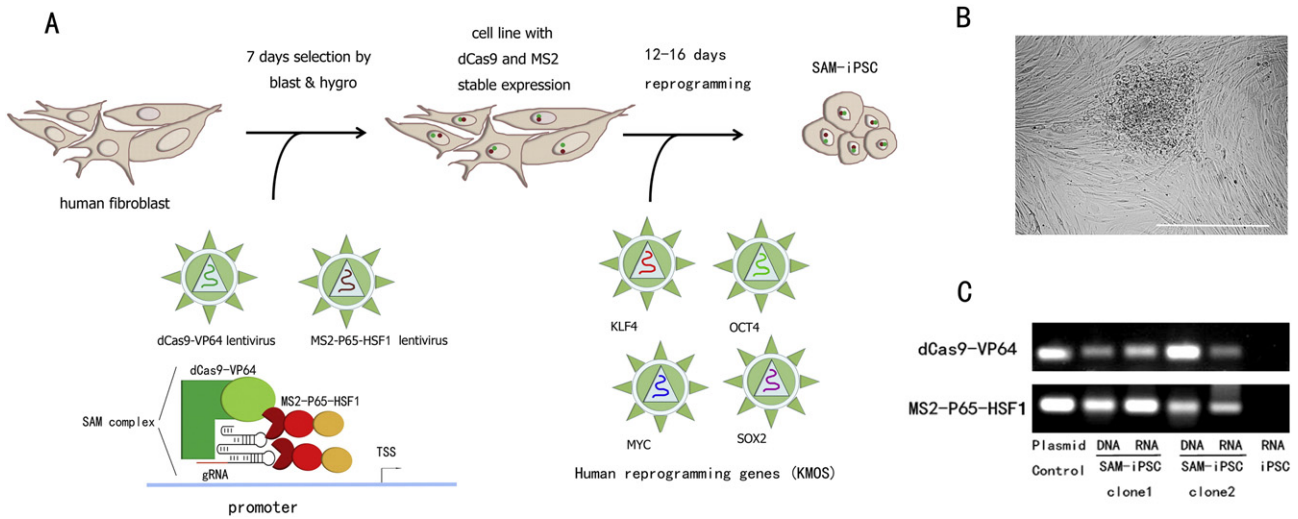 A
7 days selection by
blast & hygro
cell line with
dCas9 and MS2
stable expression
12-16 days
reprogramming
SAM-iPSC
human fibroblast
dCas9-VP64 lentivirus
MS2-P65-HSF1 lentivirus
KLF4
OCT4
MYC
SOX2
Human reprogramming genes (KMOS)
dCas9-VP64
MS2-P65-HSF1
SAM complex
TSS
gRNA
promoter
B
C
dCas9-VP64
MS2-P65-HSF1
Plasmid DNA RNA DNA RNA RNA
Control SAM-iPSC SAM-iPSC iPSC
clone1 clone2